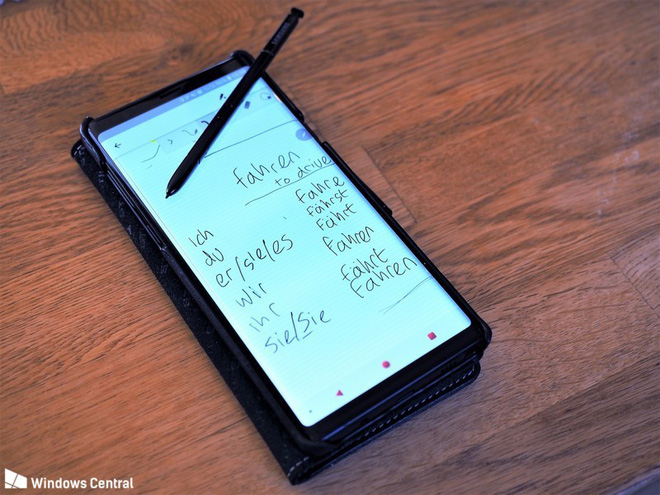 fahren
to drive
Ich fahre
du fährst
er/sie/es fährt
wir fahren
ihr fährt
sie/Sie fahren
Windows Central